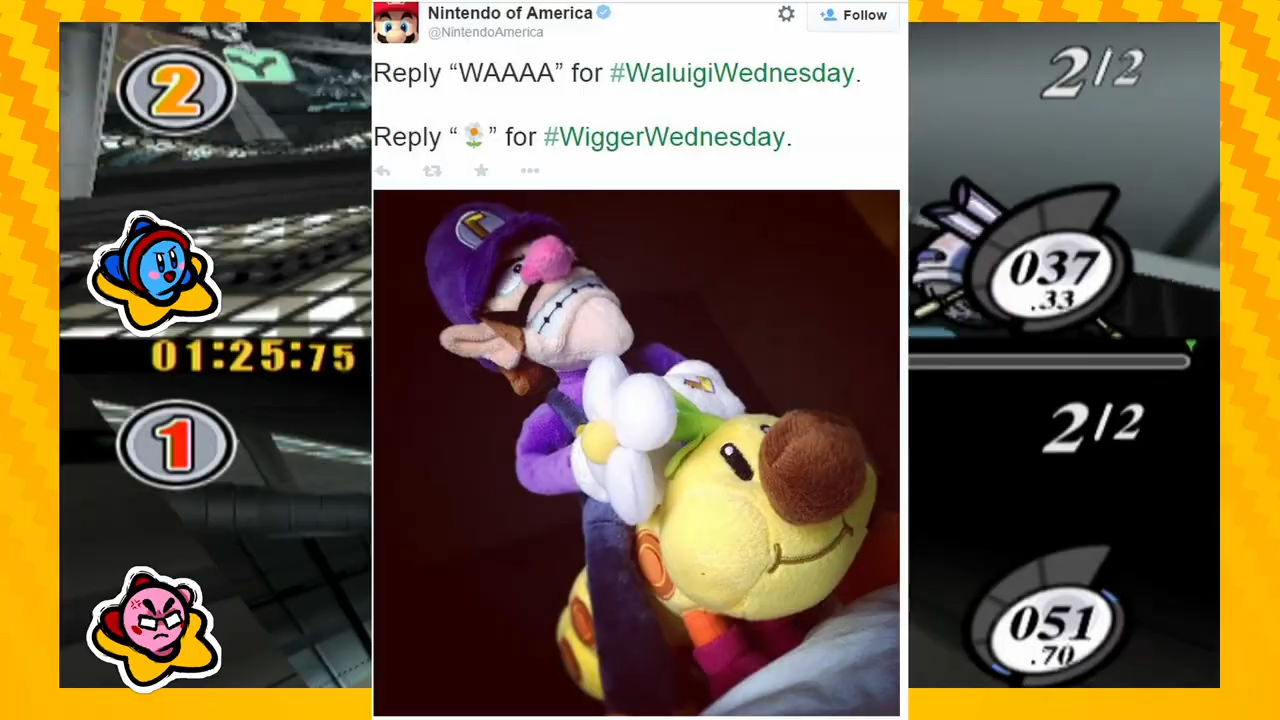 Nintendo of America
@NintendoAmerica
Follow
Reply “WAAAA” for #WaluigiWednesday.
Reply “🌼” for #WiggerWednesday.
2
2/2
037
.33
01:25:75
1
2/2
051
.70